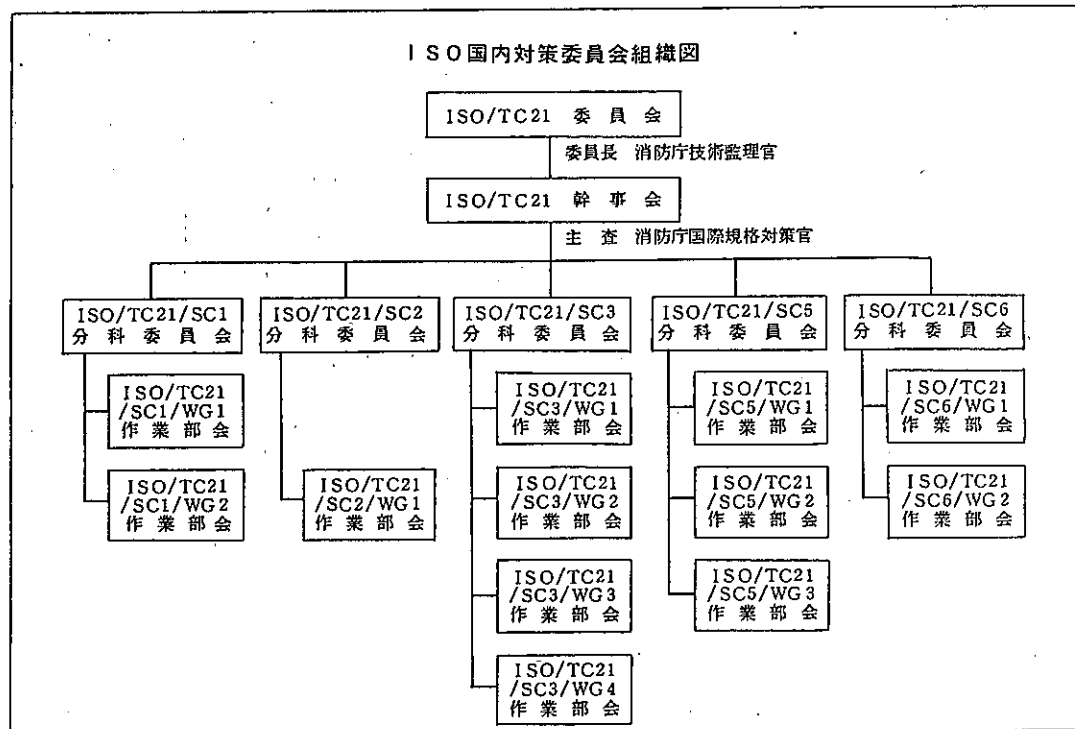 ISO国内対策委員会組織図
ISO/TC21 委員会
委員長 消防庁技術監理官
ISO/TC21 幹事会
主査 消防庁国際規格対策官
ISO/TC21/SC1
分科委員会
ISO/TC21
/SC1/WG1
作業部会
ISO/TC21
/SC1/WG2
作業部会
ISO/TC21/SC2
分科委員会
ISO/TC21
/SC2/WG1
作業部会
ISO/TC21/SC3
分科委員会
ISO/TC21
/SC3/WG1
作業部会
ISO/TC21
/SC3/WG2
作業部会
ISO/TC21
/SC3/WG3
作業部会
ISO/TC21
/SC3/WG4
作業部会
ISO/TC21/SC5
分科委員会
ISO/TC21
/SC5/WG1
作業部会
ISO/TC21
/SC5/WG2
作業部会
ISO/TC21
/SC5/WG3
作業部会
ISO/TC21/SC6
分科委員会
ISO/TC21
/SC6/WG1
作業部会
ISO/TC21
/SC6/WG2
作業部会